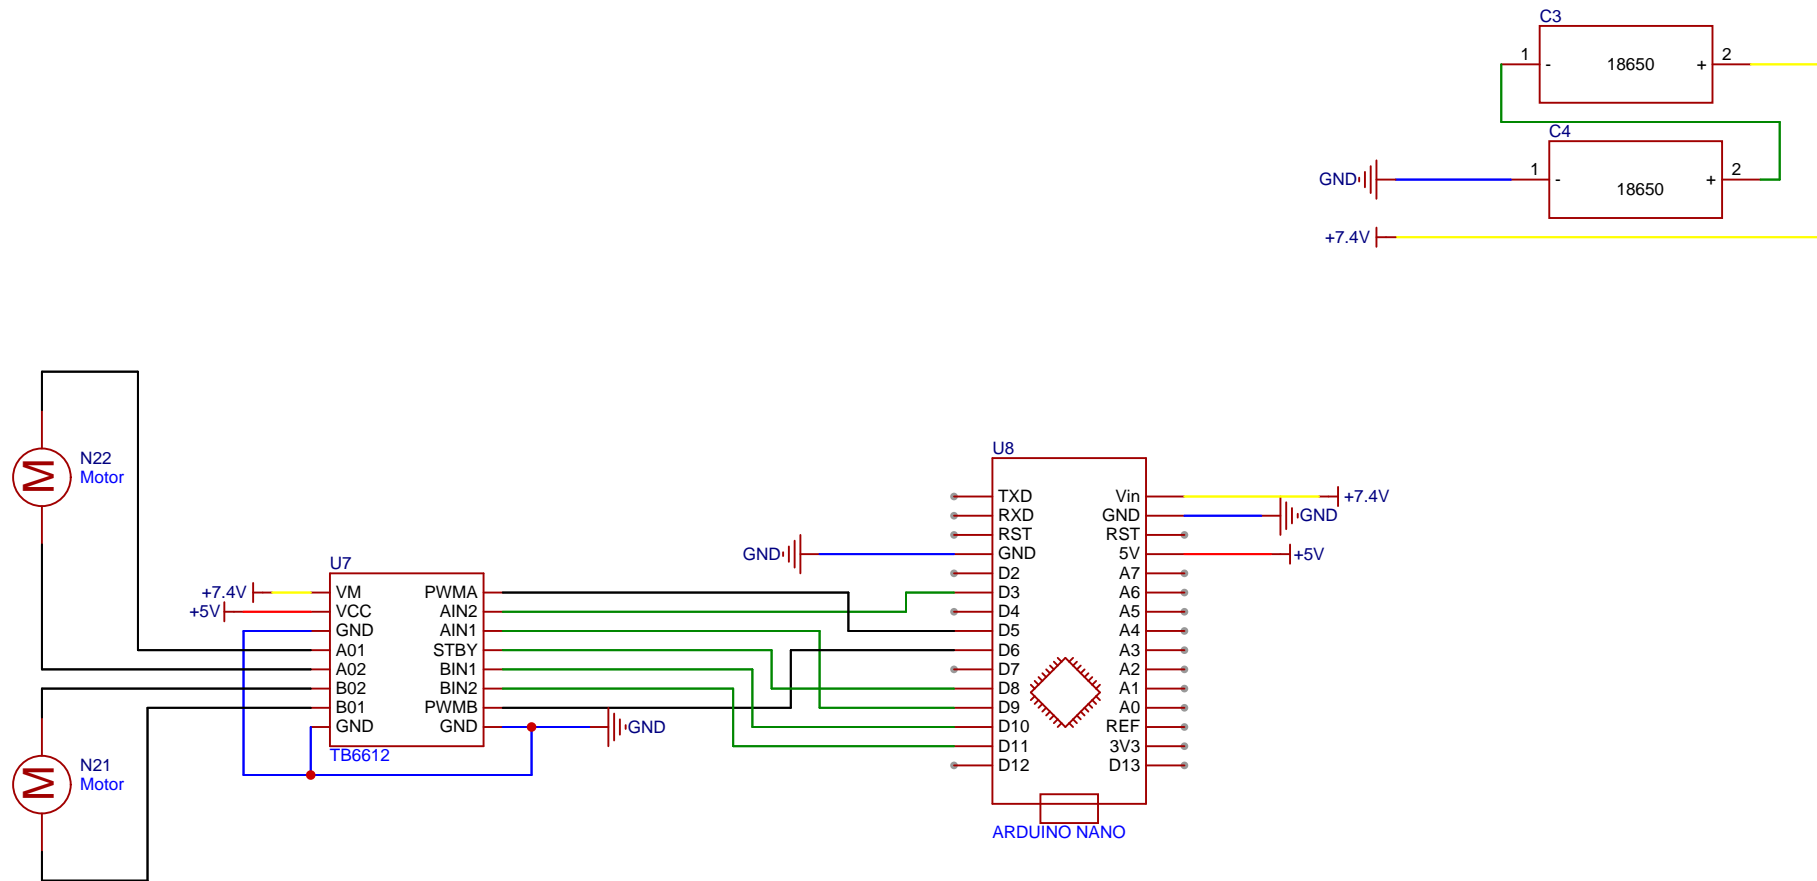 C3
1 - 18650 + 2
C4
GND 1 - 18650 + 2
+7.4V
N22
Motor
N21
Motor
U7
+7.4V VM PWMA
+5V VCC AIN2
GND AIN1
A01 STBY
A02 BIN1
B02 BIN2
B01 PWMB
GND GND GND
TB6612
U8
TXD Vin +7.4V
RXD GND GND
RST RST
GND GND 5V +5V
D2 A7
D3 A6
D4 A5
D5 A4
D6 A3
D7 A2
D8 A1
D9 A0
D10 REF
D11 3V3
D12 D13
ARDUINO NANO
M
M